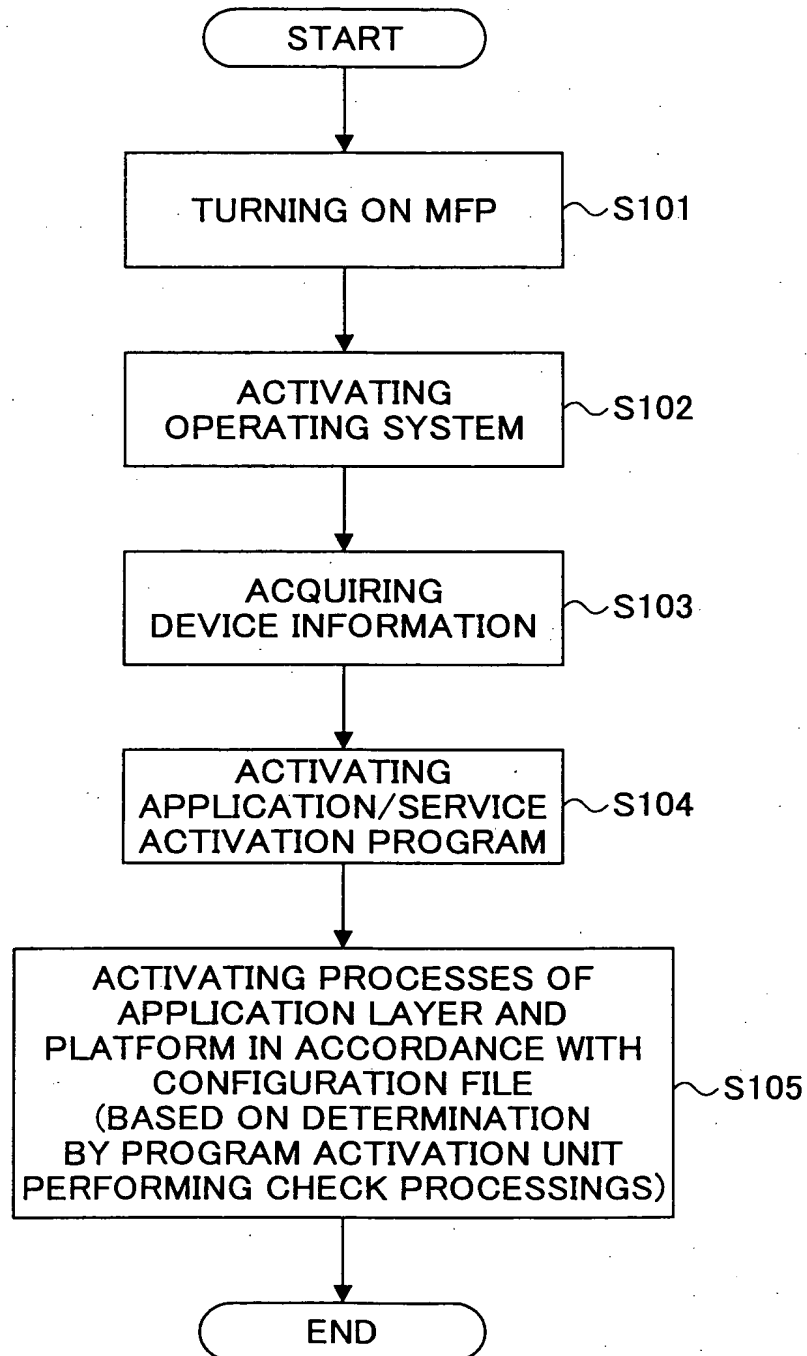 START
TURNING ON MFP
S101
ACTIVATING
OPERATING SYSTEM
S102
ACQUIRING
DEVICE INFORMATION
S103
ACTIVATING
APPLICATION/SERVICE
ACTIVATION PROGRAM
S104
ACTIVATING PROCESSES OF
APPLICATION LAYER AND
PLATFORM IN ACCORDANCE WITH
CONFIGURATION FILE
(BASED ON DETERMINATION
BY PROGRAM ACTIVATION UNIT
PERFORMING CHECK PROCESSINGS)
S105
END